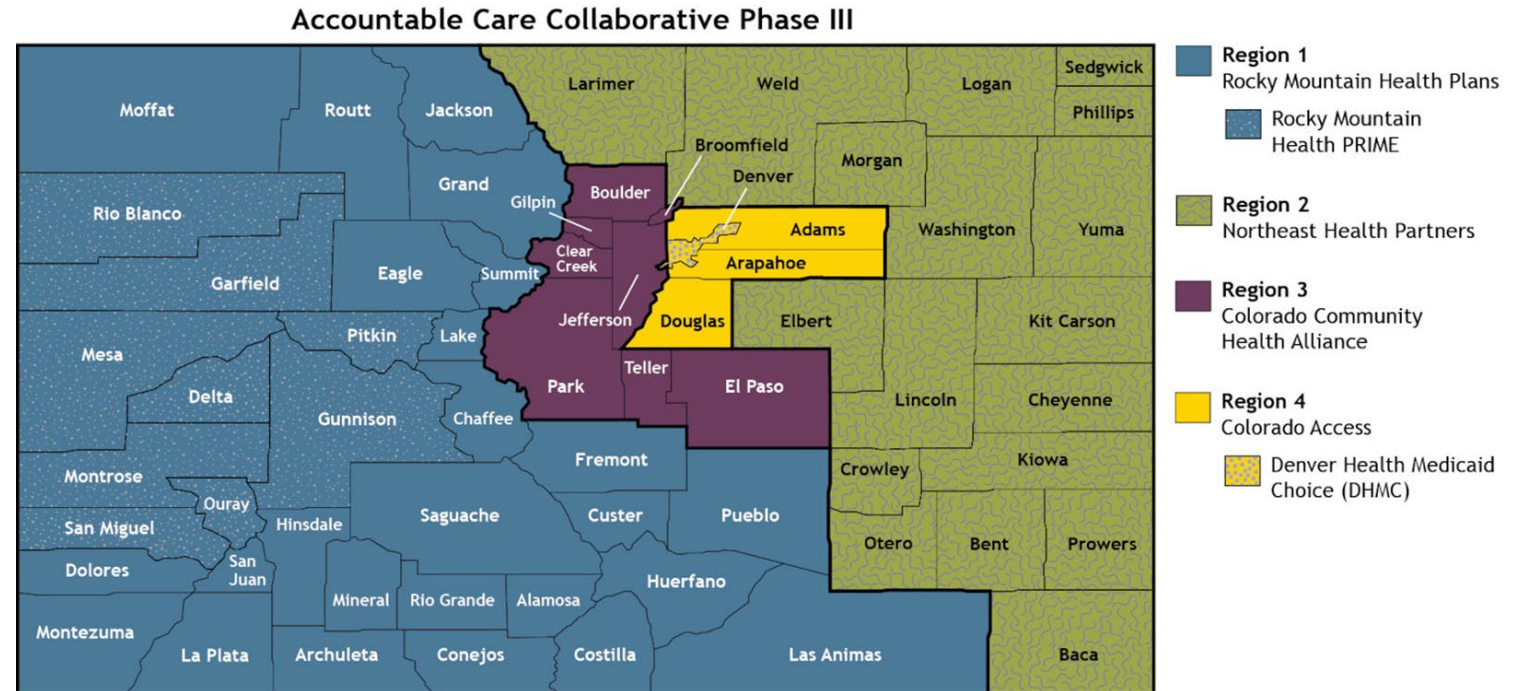 Accountable Care Collaborative Phase III
Moffat
Routt
Jackson
Larimer
Weld
Logan
Sedgwick
Phillips
Rio Blanco
Grand
Gilpin
Boulder
Broomfield
Denver
Morgan
Washington
Yuma
Garfield
Eagle
Summit
Clear
Creek
Adams
Arapahoe
Mesa
Pitkin
Lake
Jefferson
Douglas
Elbert
Kit Carson
Delta
Gunnison
Chaffee
Park
Teller
El Paso
Lincoln
Cheyenne
Montrose
Ouray
Fremont
Crowley
Kiowa
San Miguel
Hinsdale
Saguache
Custer
Pueblo
Otero
Bent
Prowers
Dolores
San
Juan
Mineral
Rio Grande
Alamosa
Huerfano
Montezuma
La Plata
Archuleta
Conejos
Costilla
Las Animas
Baca
Region 1
Rocky Mountain Health Plans
Rocky Mountain
Health PRIME
Region 2
Northeast Health Partners
Region 3
Colorado Community
Health Alliance
Region 4
Colorado Access
Denver Health Medicaid
Choice (DHMC)